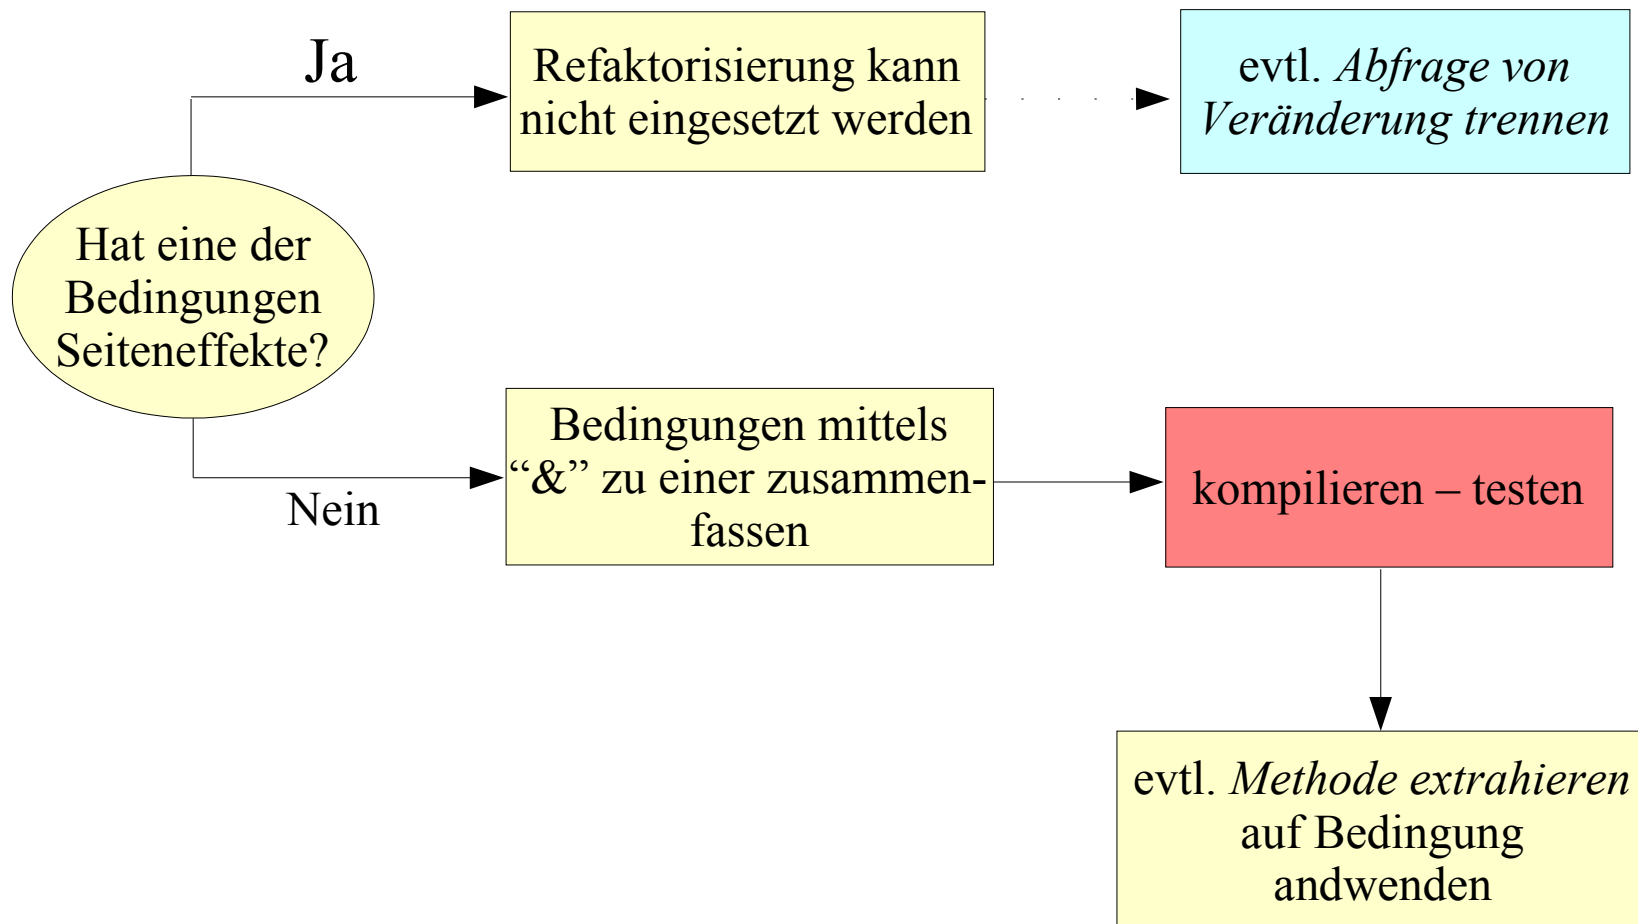 Ja
Refaktorisierung kann
nicht eingesetzt werden
evtl. Abfrage von
Veränderung trennen
Hat eine der
Bedingungen
Seiteneffekte?
Nein
Bedingungen mittels
“&” zu einer zusammen-
fassen
kompilieren – testen
evtl. Methode extrahieren
auf Bedingung
andwenden